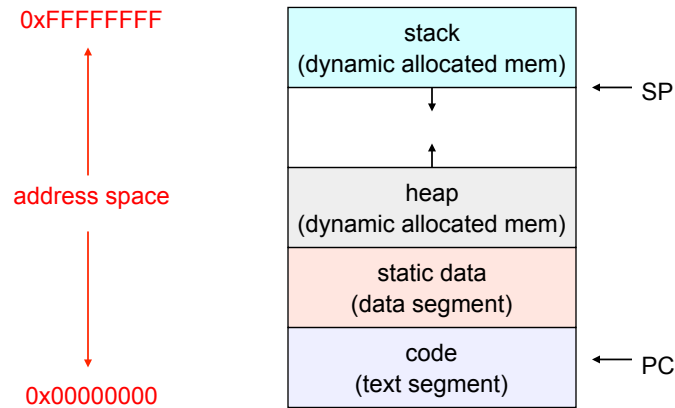 0xFFFFFFFF
stack
(dynamic allocated mem)
SP
address space
heap
(dynamic allocated mem)
static data
(data segment)
code
(text segment)
PC
0x00000000